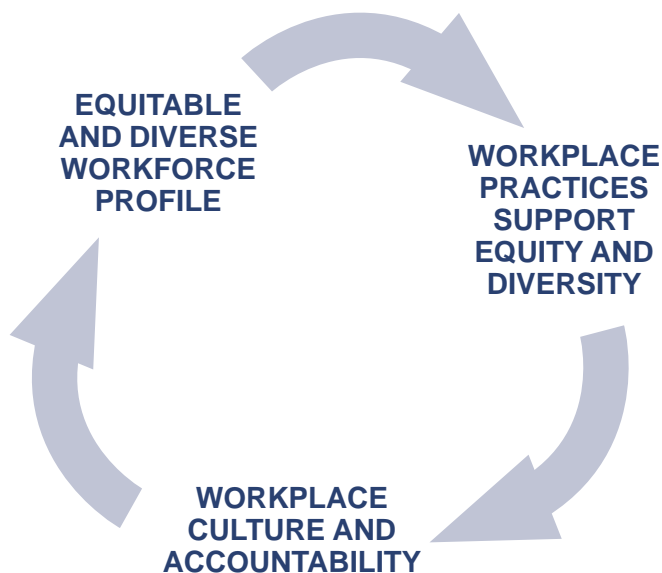 EQUITABLE
AND DIVERSE
WORKFORCE
PROFILE
WORKPLACE
PRACTICES
SUPPORT
EQUITY AND
DIVERSITY
WORKPLACE
CULTURE AND
ACCOUNTABILITY